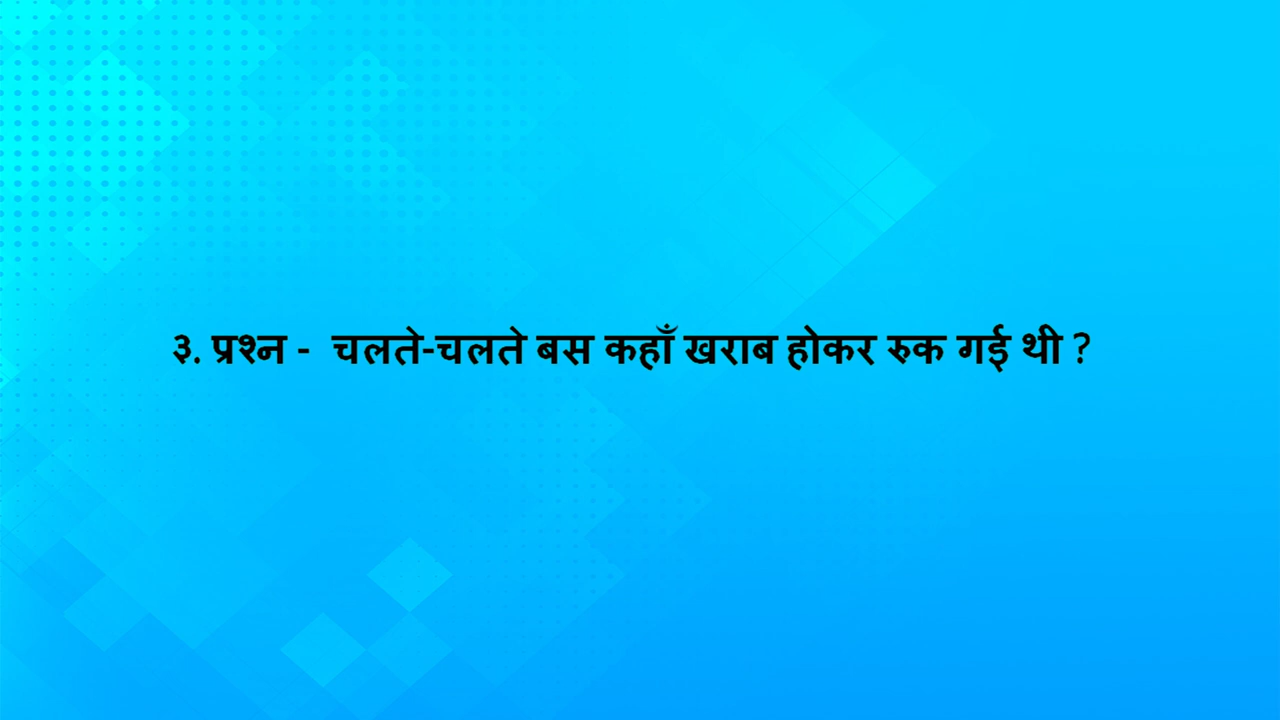 ३. प्रश्न - चलते-चलते बस कहाँ खराब होकर रुक गई थी ?